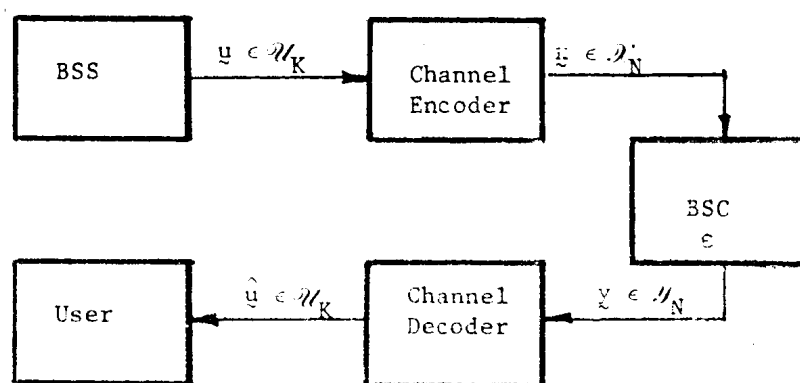 u ∈ 𝒰_K
BSS
Channel
Encoder
∈ 𝒳_N
BSC
ε
û ∈ 𝒰_K
User
Channel
Decoder
y ∈ 𝒴_N